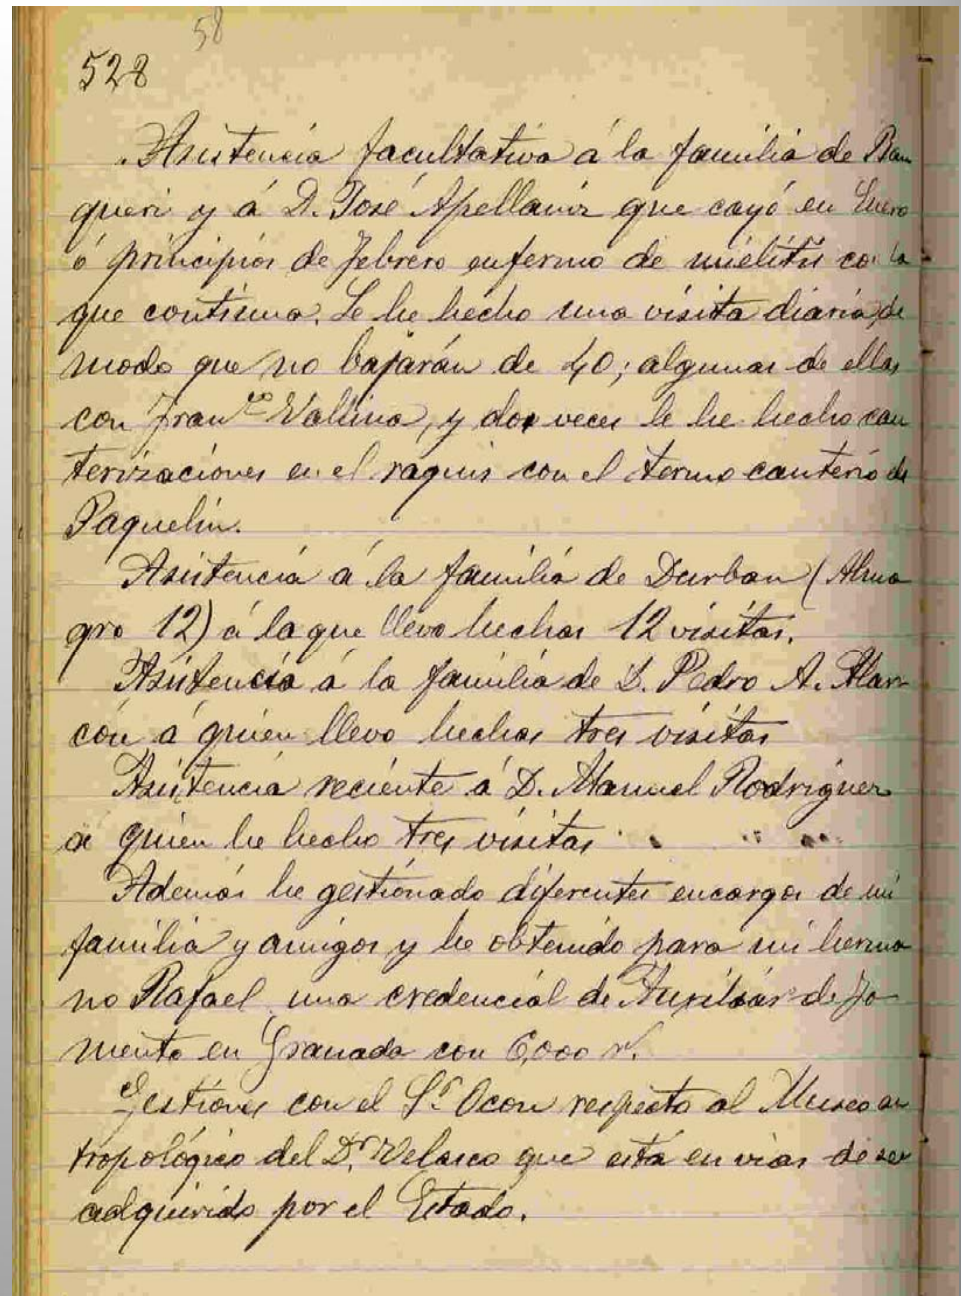 58
528
Asistencia facultativa á la familia de Ran
queri y á D. José Apellaniz que cayó en Enero
ó principios de Febrero enfermo de mielitis con la
que continua. Le he hecho una visita diaria, de
modo que no bajarán de 40; algunas de ellas
con Fran.co Vallina, y dos veces le he hecho cau
terizaciones en el raquis con el termo cauterio de
Paquelin.
Asistencia á la familia de Durban (Alma
gro 12) á la que llevo hechas 12 visitas.
Asistencia á la familia de D. Pedro A. Alar
cón á quien llevo hechas tres visitas
Asistencia reciente á D. Manuel Rodriguez
á quien he hecho tres visitas
Además he gestionado diferentes encargos de mi
familia y amigos y he obtenido para mi herma
no Rafael una credencial de Auxiliar de Fo
mento en Granada con 6,000 r.
Gestiones con el Sr. Ocon respecto al Museo an
tropológico del Dr. Velasco que está en vias de ser
adquirido por el Estado.